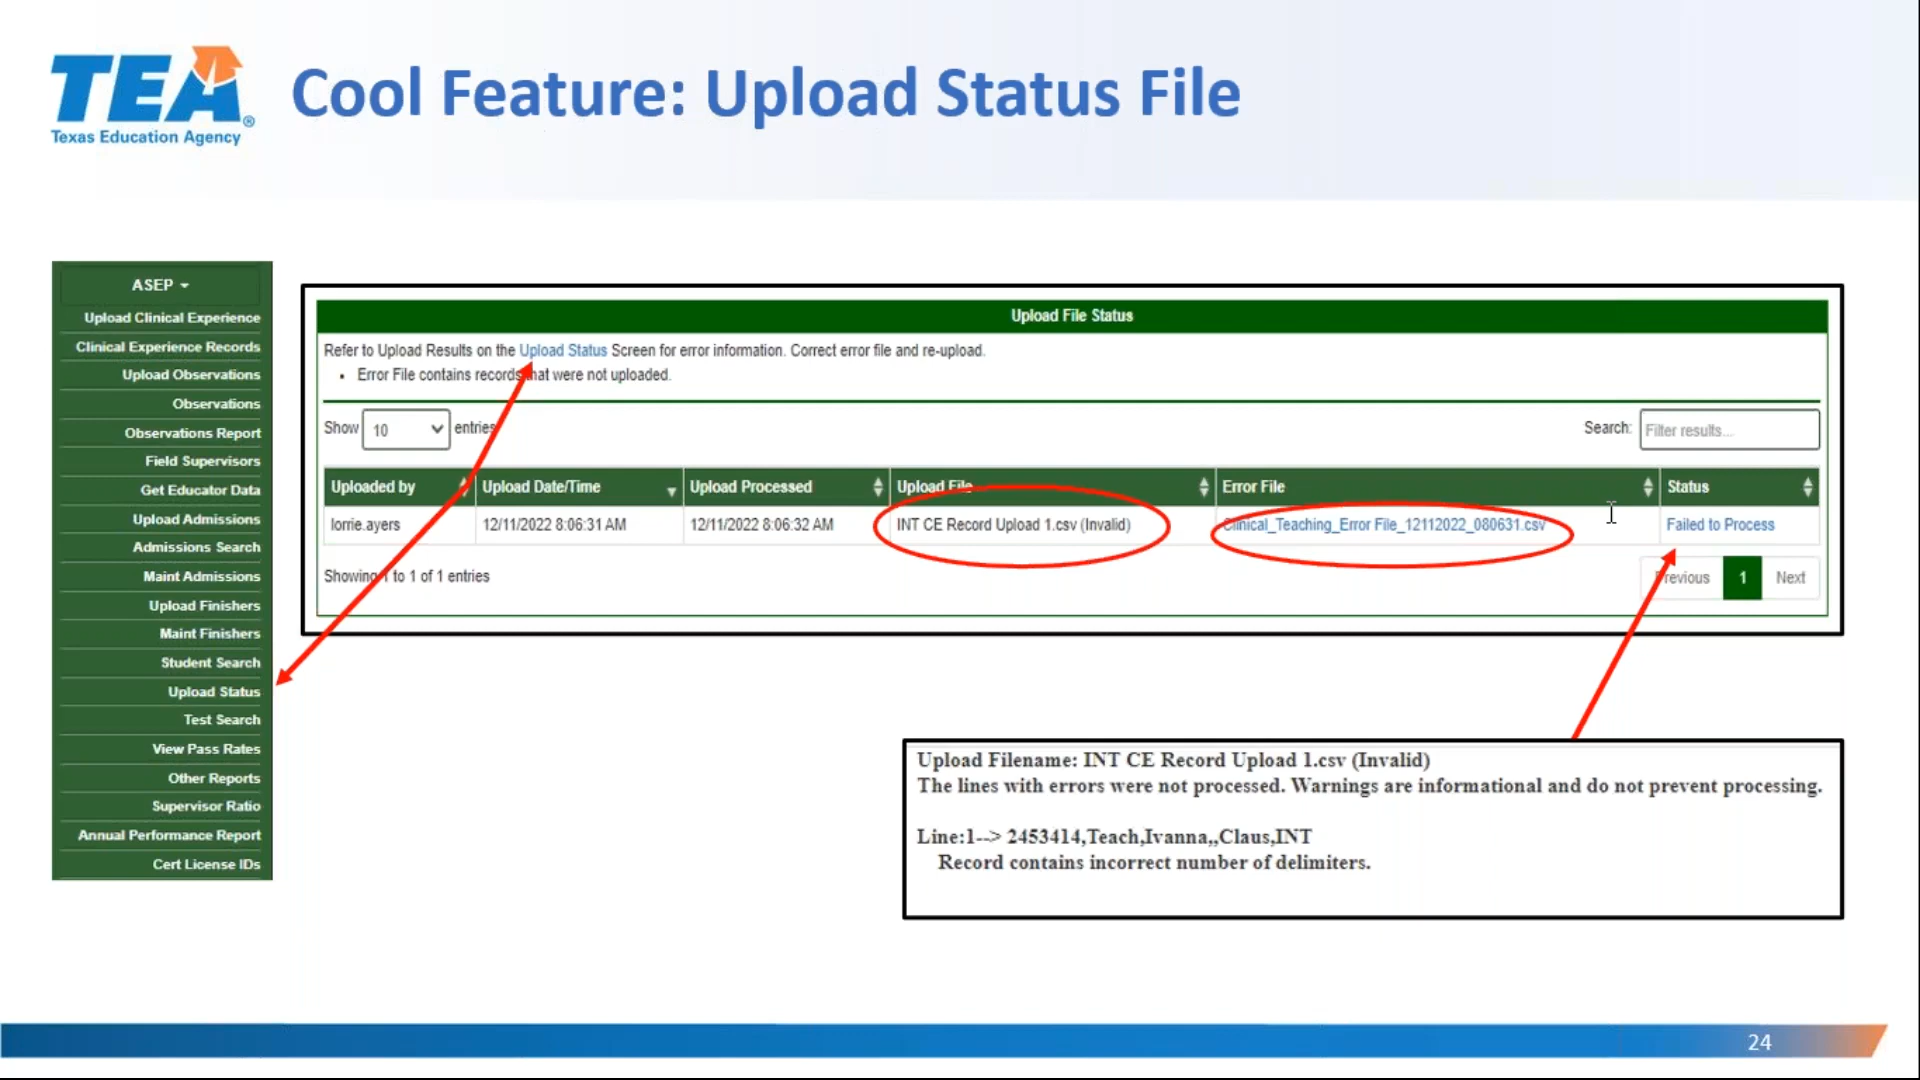 TEA®
Texas Education Agency
Cool Feature: Upload Status File
ASEP
Upload Clinical Experience
Clinical Experience Records
Upload Observations
Observations
Observations Report
Field Supervisors
Get Educator Data
Upload Admissions
Admissions Search
Maint Admissions
Upload Finishers
Maint Finishers
Student Search
Upload Status
Test Search
View Pass Rates
Other Reports
Supervisor Ratio
Annual Performance Report
Cert License IDs
Upload File Status
Refer to Upload Results on the Upload Status Screen for error information. Correct error file and re-upload.
• Error File contains records that were not uploaded.
Show 10 entries
Search: Filter results...
Uploaded by Upload Date/Time Upload Processed Upload File Error File Status
lorrie.ayers 12/11/2022 8:06:31 AM 12/11/2022 8:06:32 AM INT CE Record Upload 1.csv (Invalid) Clinical_Teaching_Error File_12112022_080631.csv Failed to Process
Showing 1 to 1 of 1 entries
Previous 1 Next
Upload Filename: INT CE Record Upload 1.csv (Invalid)
The lines with errors were not processed. Warnings are informational and do not prevent processing.
Line:1--> 2453414,Teach,Ivanna,,Claus,INT
Record contains incorrect number of delimiters.
24